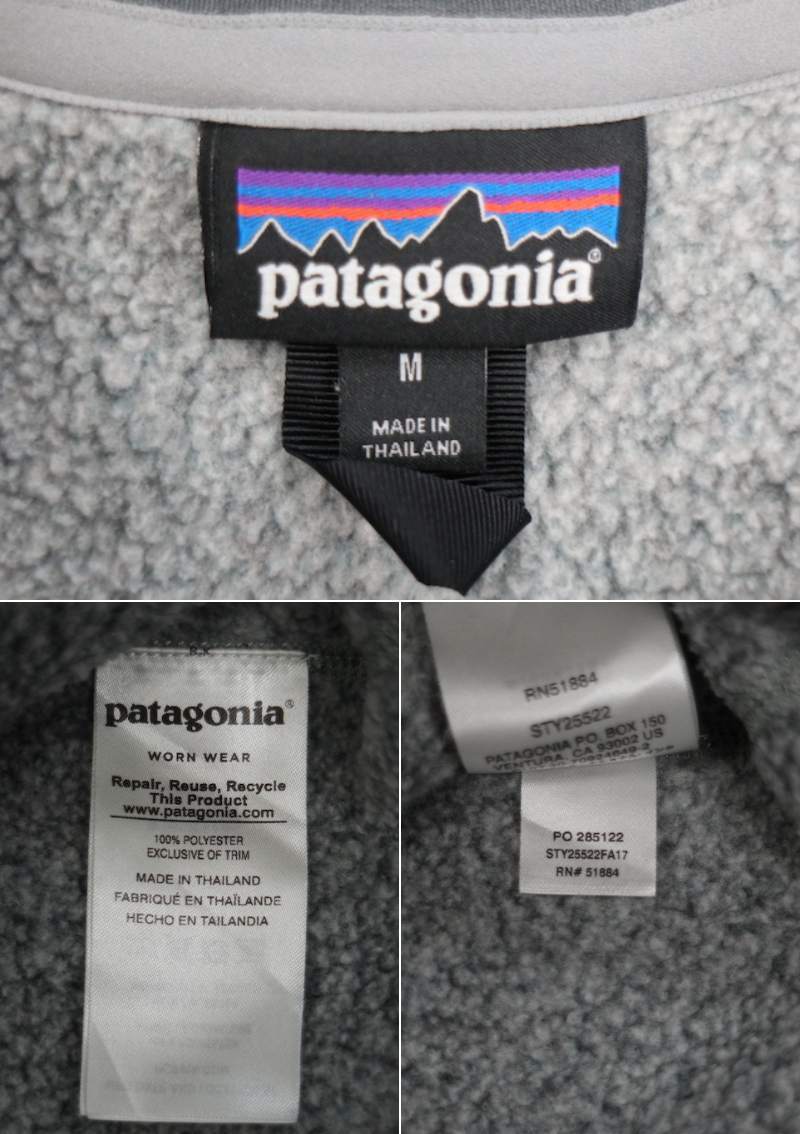 patagonia®
M
MADE IN
THAILAND
patagonia®
WORN WEAR
Repair, Reuse, Recycle
This Product
www.patagonia.com
100% POLYESTER
EXCLUSIVE OF TRIM
MADE IN THAILAND
FABRIQUÉ EN THAÏLANDE
HECHO EN TAILANDIA
RN51884
STY25522
PATAGONIA PO. BOX 150
VENTURA, CA 93002 US
PO 285122
STY25522FA17
RN# 51884